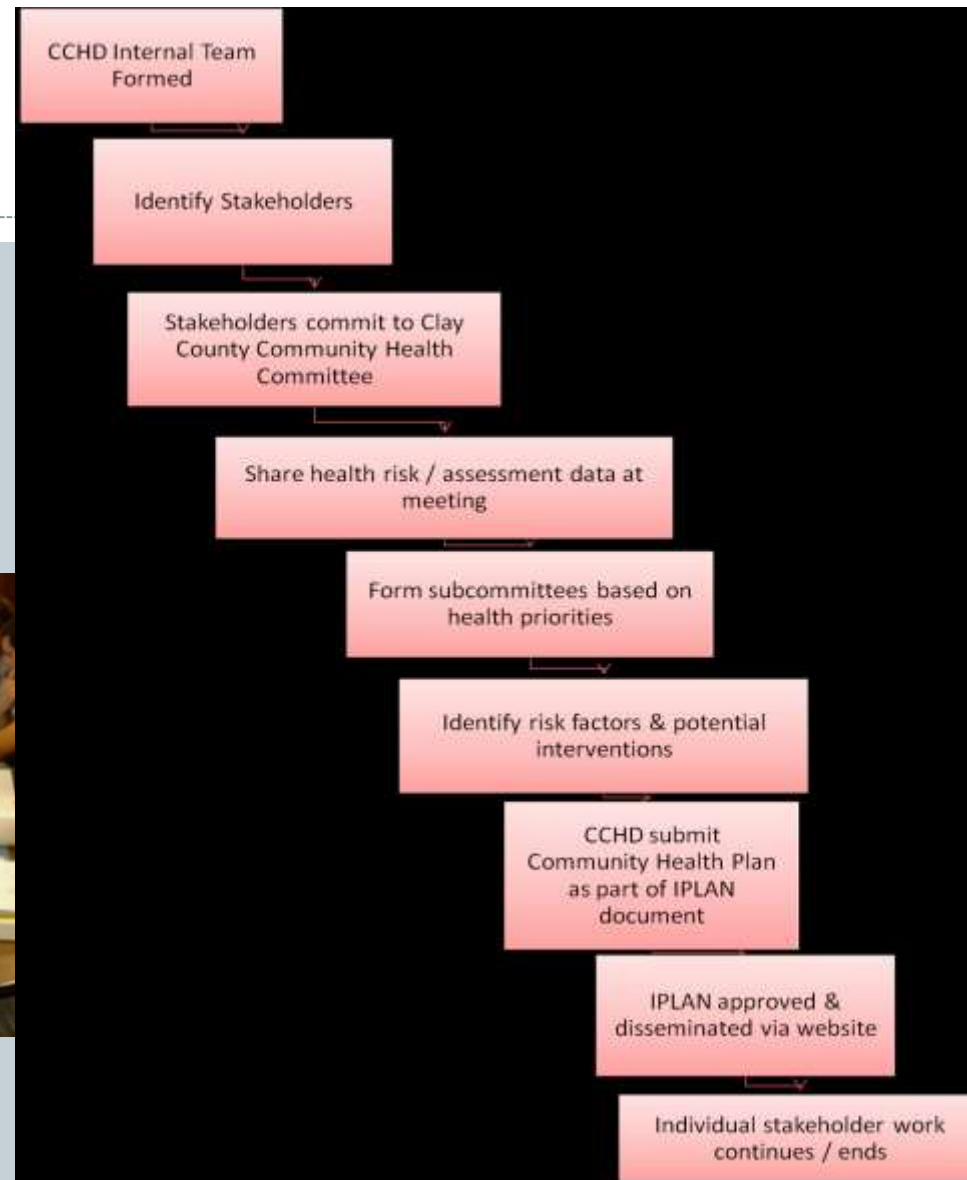 CCHD Internal Team
Formed
Identify Stakeholders
Stakeholders commit to Clay
County Community Health
Committee
Share health risk / assessment data at
meeting
Form subcommittees based on
health priorities
Identify risk factors & potential
interventions
CCHD submit
Community Health Plan
as part of IPLAN
document
IPLAN approved &
disseminated via website
Individual stakeholder work
continues / ends